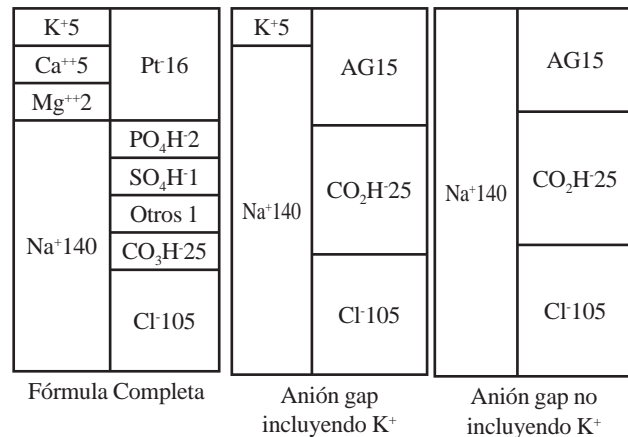 K⁺5
Ca⁺⁺5
Mg⁺⁺2
Na⁺140
Pt⁻16
PO₄H⁻2
SO₄H⁻1
Otros 1
CO₃H⁻25
Cl⁻105
Fórmula Completa
K⁺5
Na⁺140
AG15
CO₂H⁻25
Cl⁻105
Anión gap
incluyendo K⁺
Na⁺140
AG15
CO₂H⁻25
Cl⁻105
Anión gap no
incluyendo K⁺